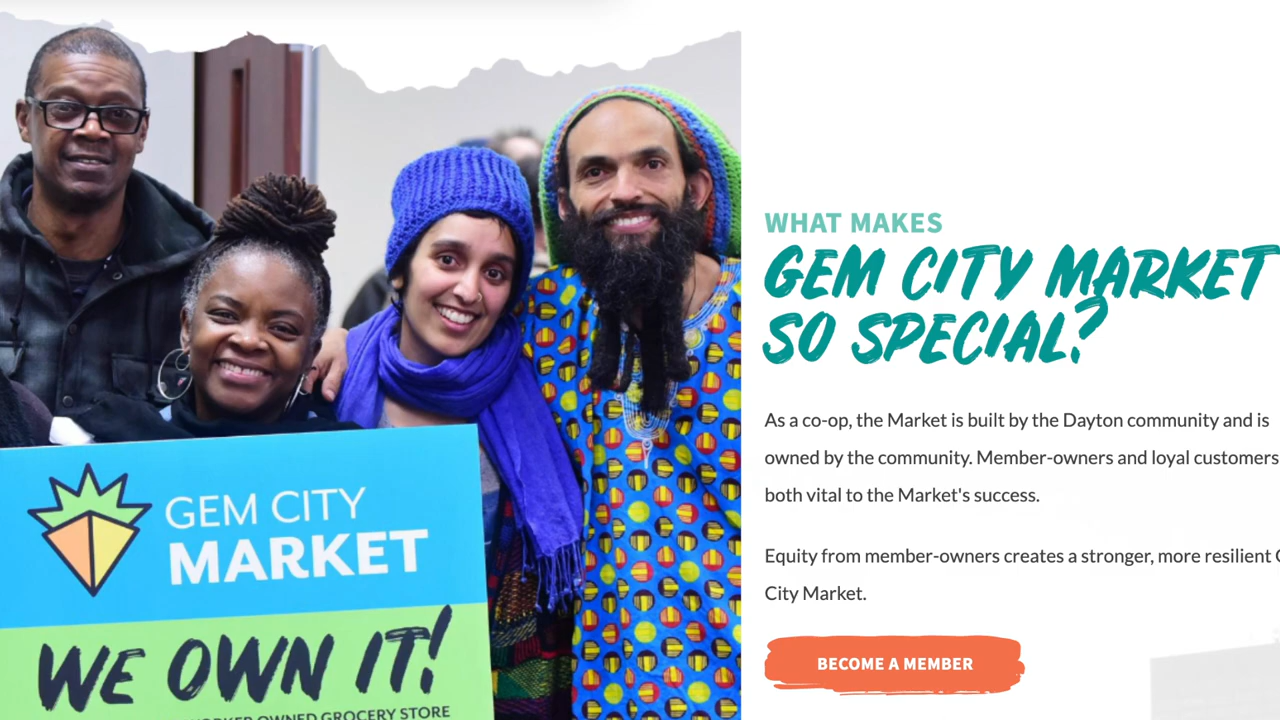 GEM CITY
MARKET
WE OWN IT!
OWNED GROCERY STORE
WHAT MAKES
GEM CITY MARKET
SO SPECIAL?
As a co-op, the Market is built by the Dayton community and is
owned by the community. Member-owners and loyal customers
both vital to the Market's success.
Equity from member-owners creates a stronger, more resilient
City Market.
BECOME A MEMBER